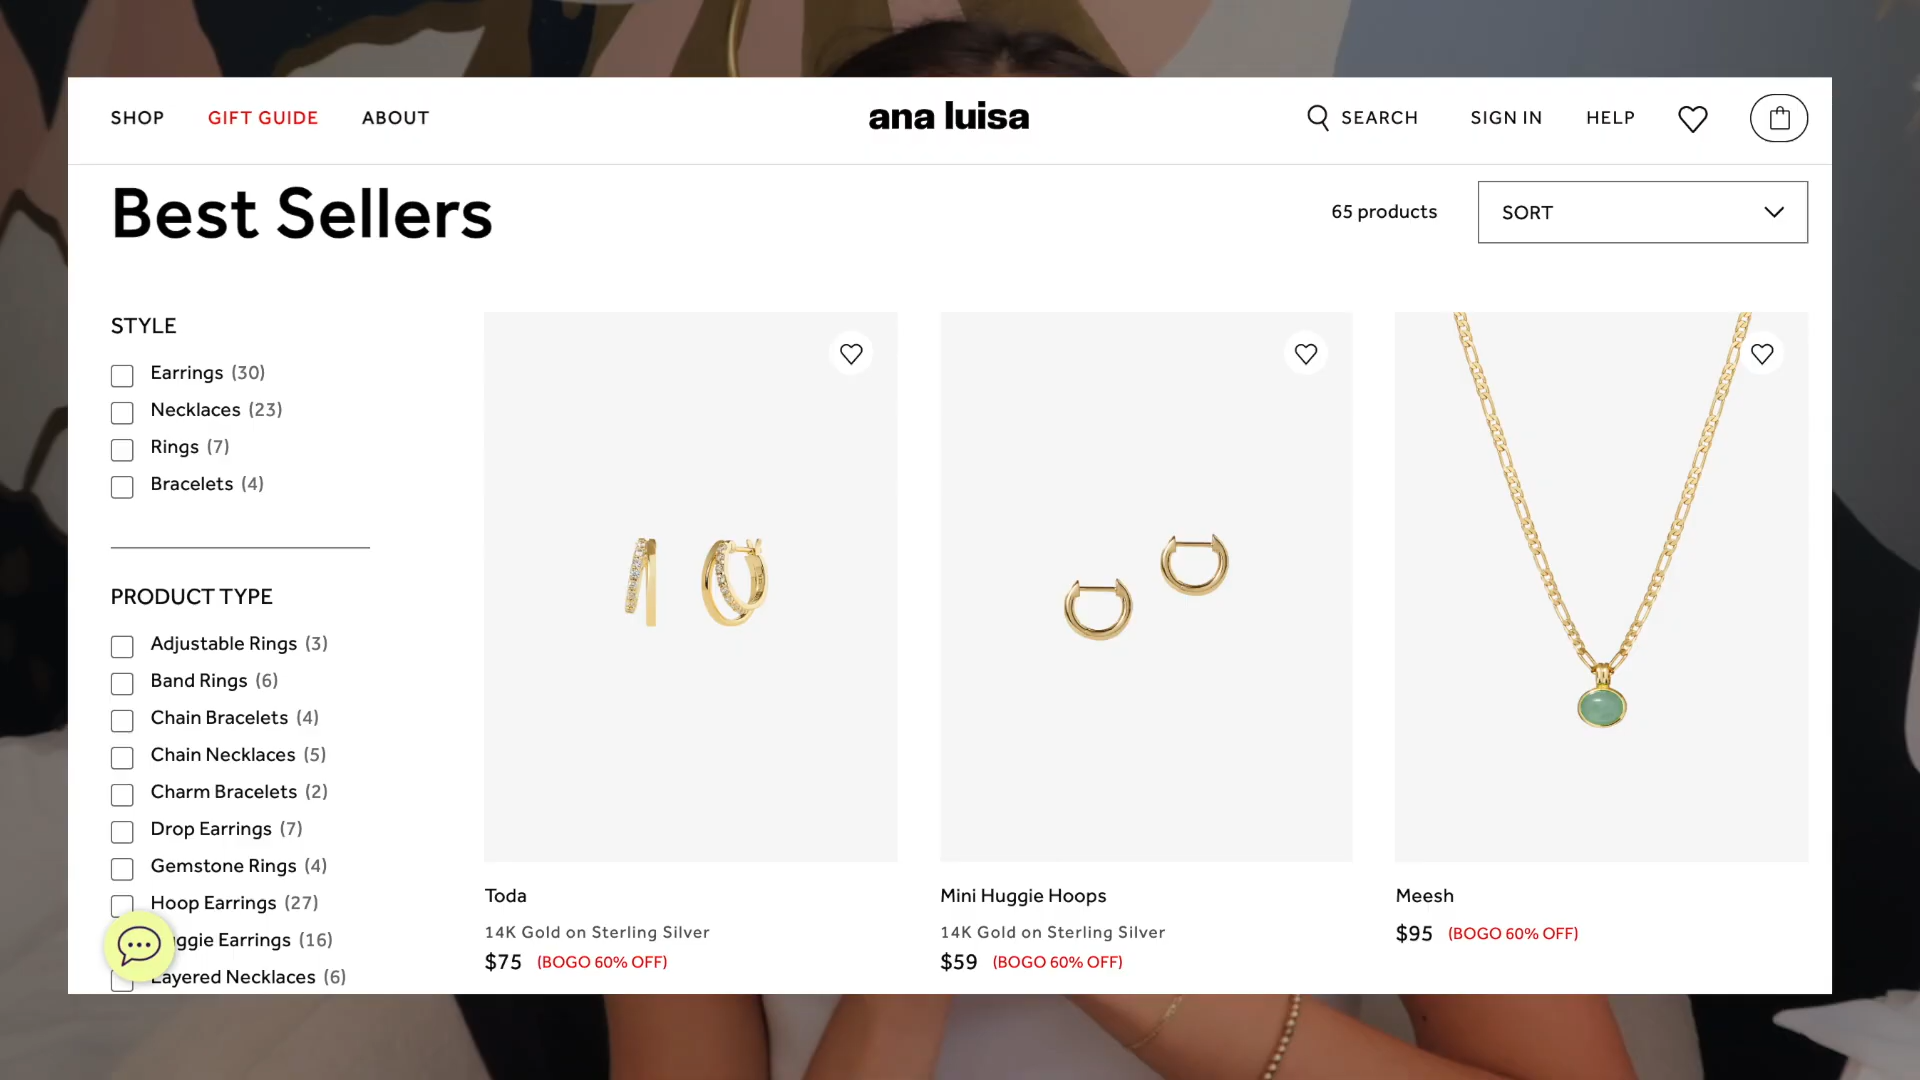 SHOP
GIFT GUIDE
ABOUT
ana luisa
SEARCH
SIGN IN
HELP
Best Sellers
65 products
SORT
STYLE
Earrings (30)
Necklaces (23)
Rings (7)
Bracelets (4)
PRODUCT TYPE
Adjustable Rings (3)
Band Rings (6)
Chain Bracelets (4)
Chain Necklaces (5)
Charm Bracelets (2)
Drop Earrings (7)
Gemstone Rings (4)
Hoop Earrings (27)
Earrings (16)
Layered Necklaces (6)
Toda
14K Gold on Sterling Silver
$75 (BOGO 60% OFF)
Mini Huggie Hoops
14K Gold on Sterling Silver
$59 (BOGO 60% OFF)
Meesh
$95 (BOGO 60% OFF)